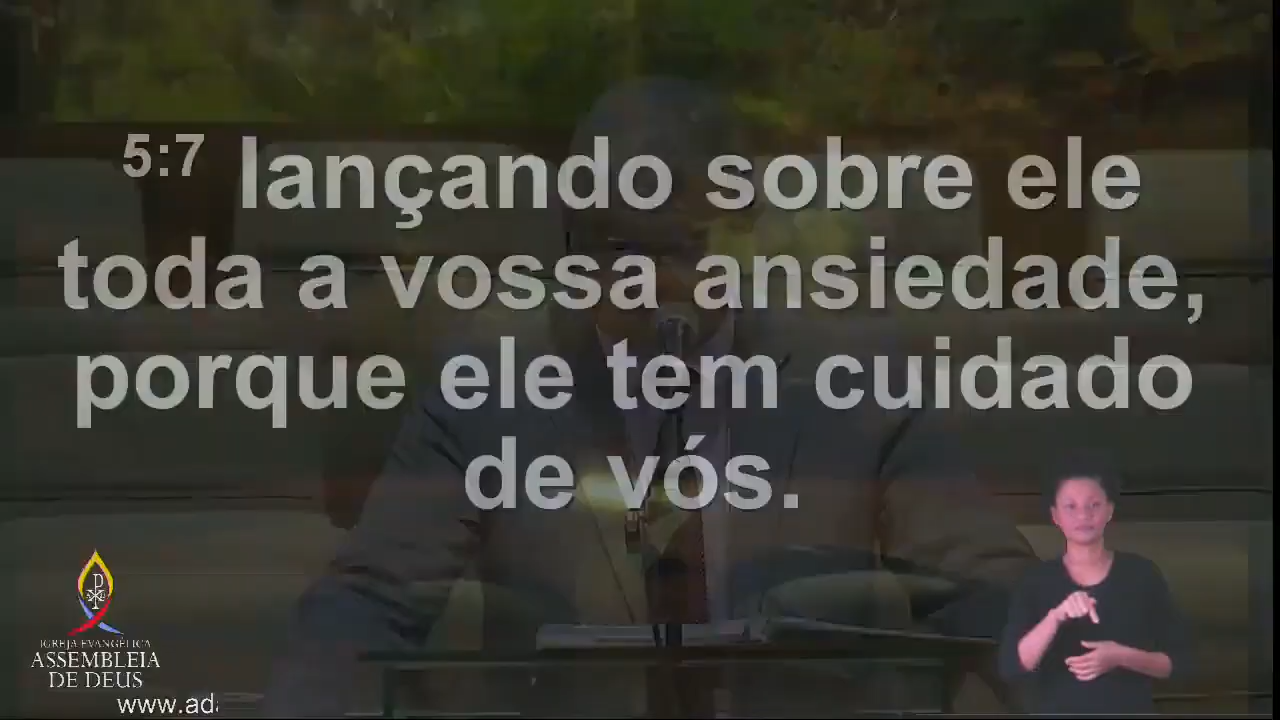 5:7 lançando sobre ele
toda a vossa ansiedade,
porque ele tem cuidado
de vós.
IGREJA EVANGÉLICA
ASSEMBLEIA
DE DEUS
www.ad